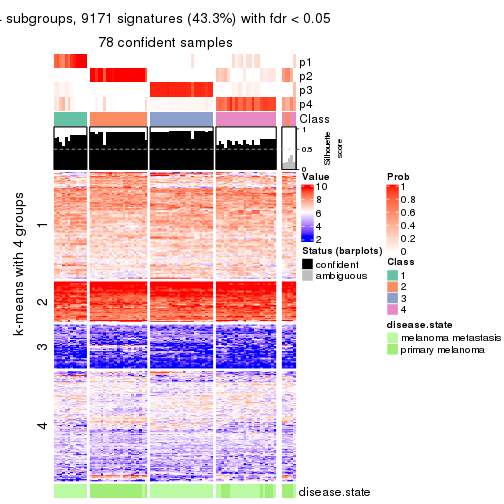 4 subgroups, 9171 signatures (43.3%) with fdr < 0.05
78 confident samples
p1
p2
p3
p4
Class
1
0.5
0
Silhouette
score
k-means with 4 groups
1
2
3
4
disease.state
Value
10
8
6
4
2
Status (barplots)
confident
ambiguous
Prob
1
0.8
0.6
0.4
0.2
0
Class
1
2
3
4
disease.state
melanoma metastasis
primary melanoma